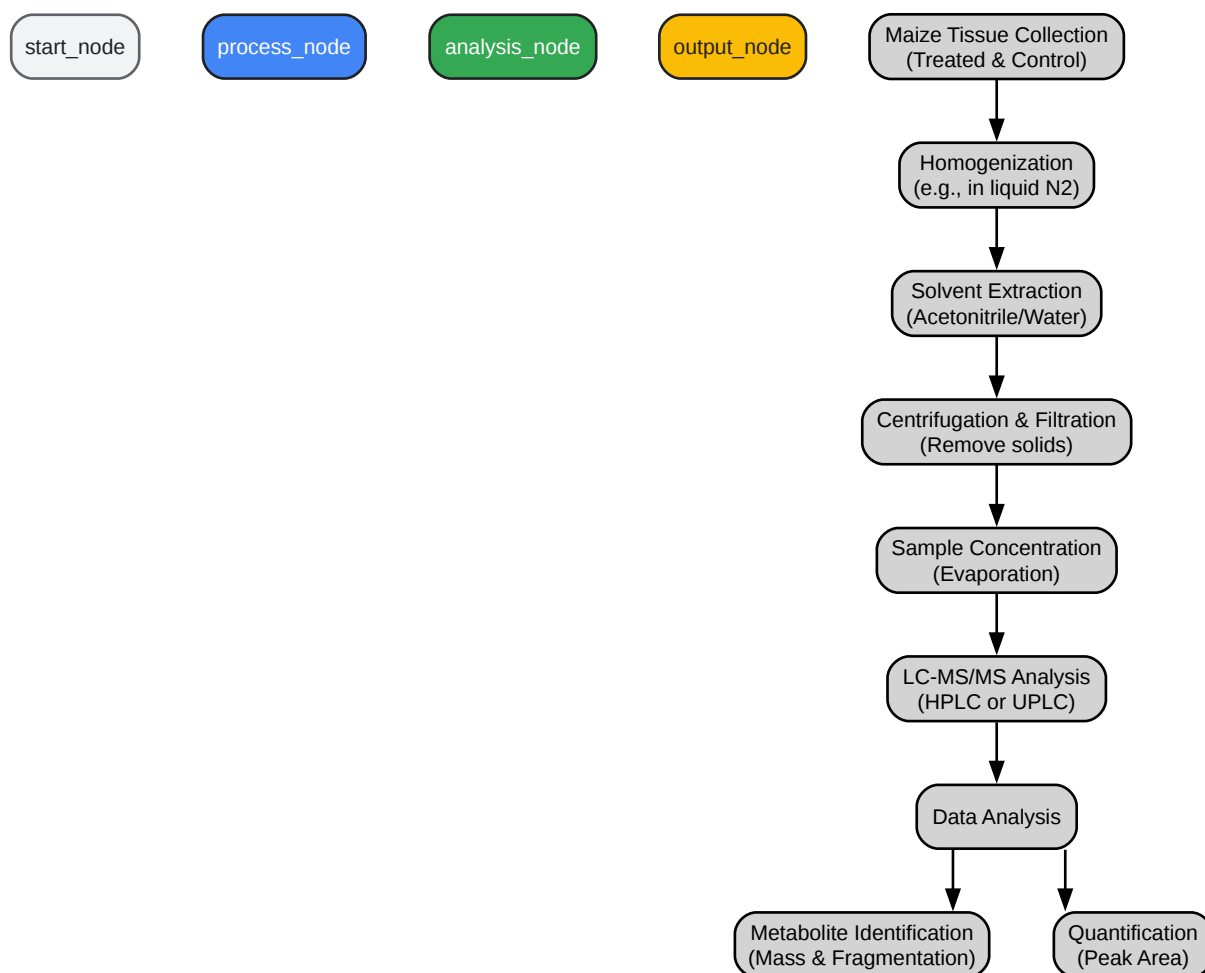 start_node
process_node
analysis_node
output_node
Maize Tissue Collection
(Treated & Control)
Homogenization
(e.g., in liquid N2)
Solvent Extraction
(Acetonitrile/Water)
Centrifugation & Filtration
(Remove solids)
Sample Concentration
(Evaporation)
LC-MS/MS Analysis
(HPLC or UPLC)
Data Analysis
Metabolite Identification
(Mass & Fragmentation)
Quantification
(Peak Area)